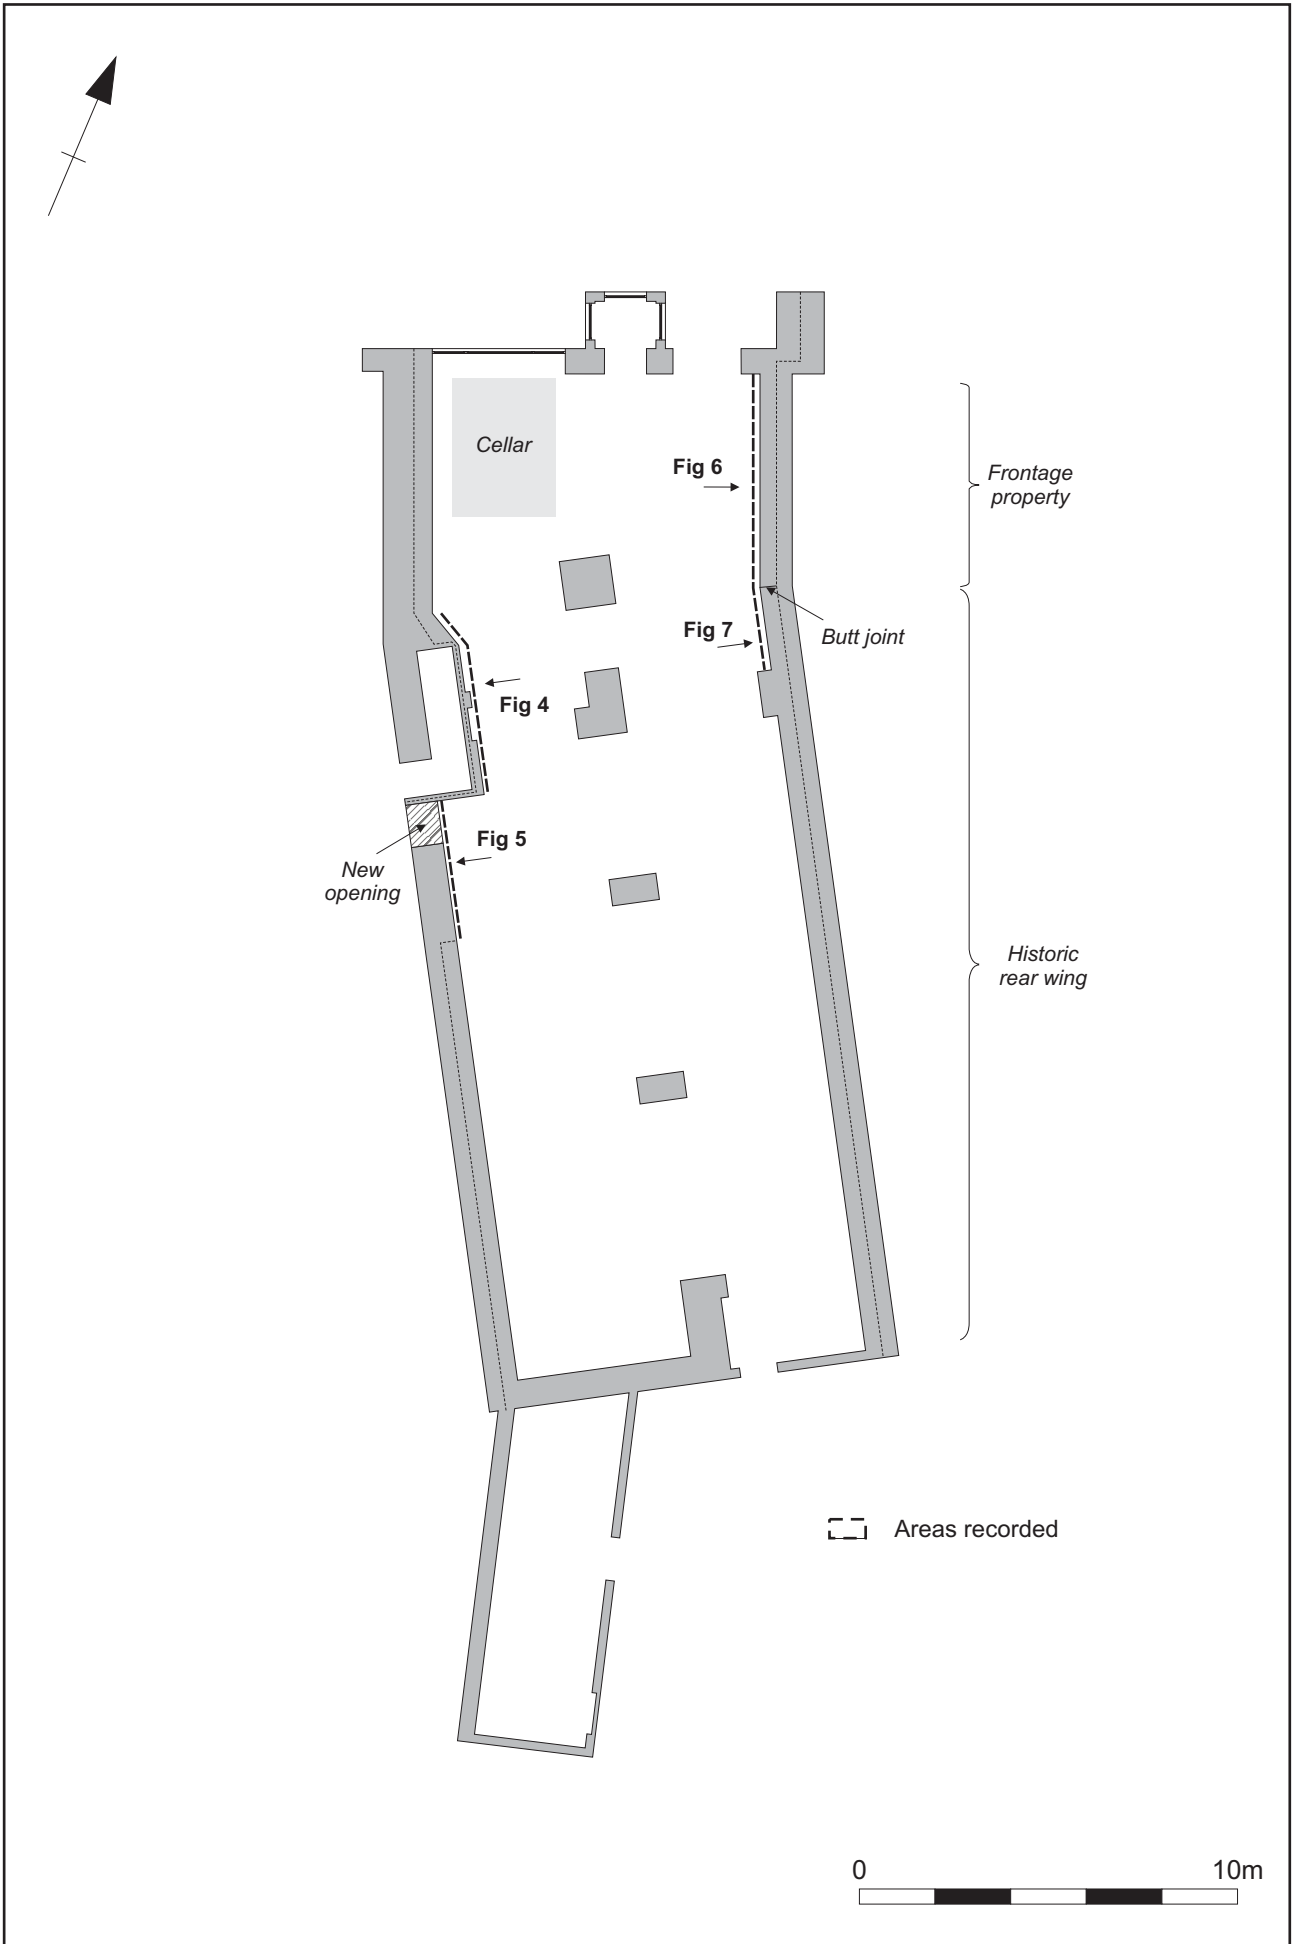 Cellar
Fig 6
Frontage
property
Fig 7
Butt joint
Fig 4
Fig 5
New
opening
Historic
rear wing
Areas recorded
0
10m